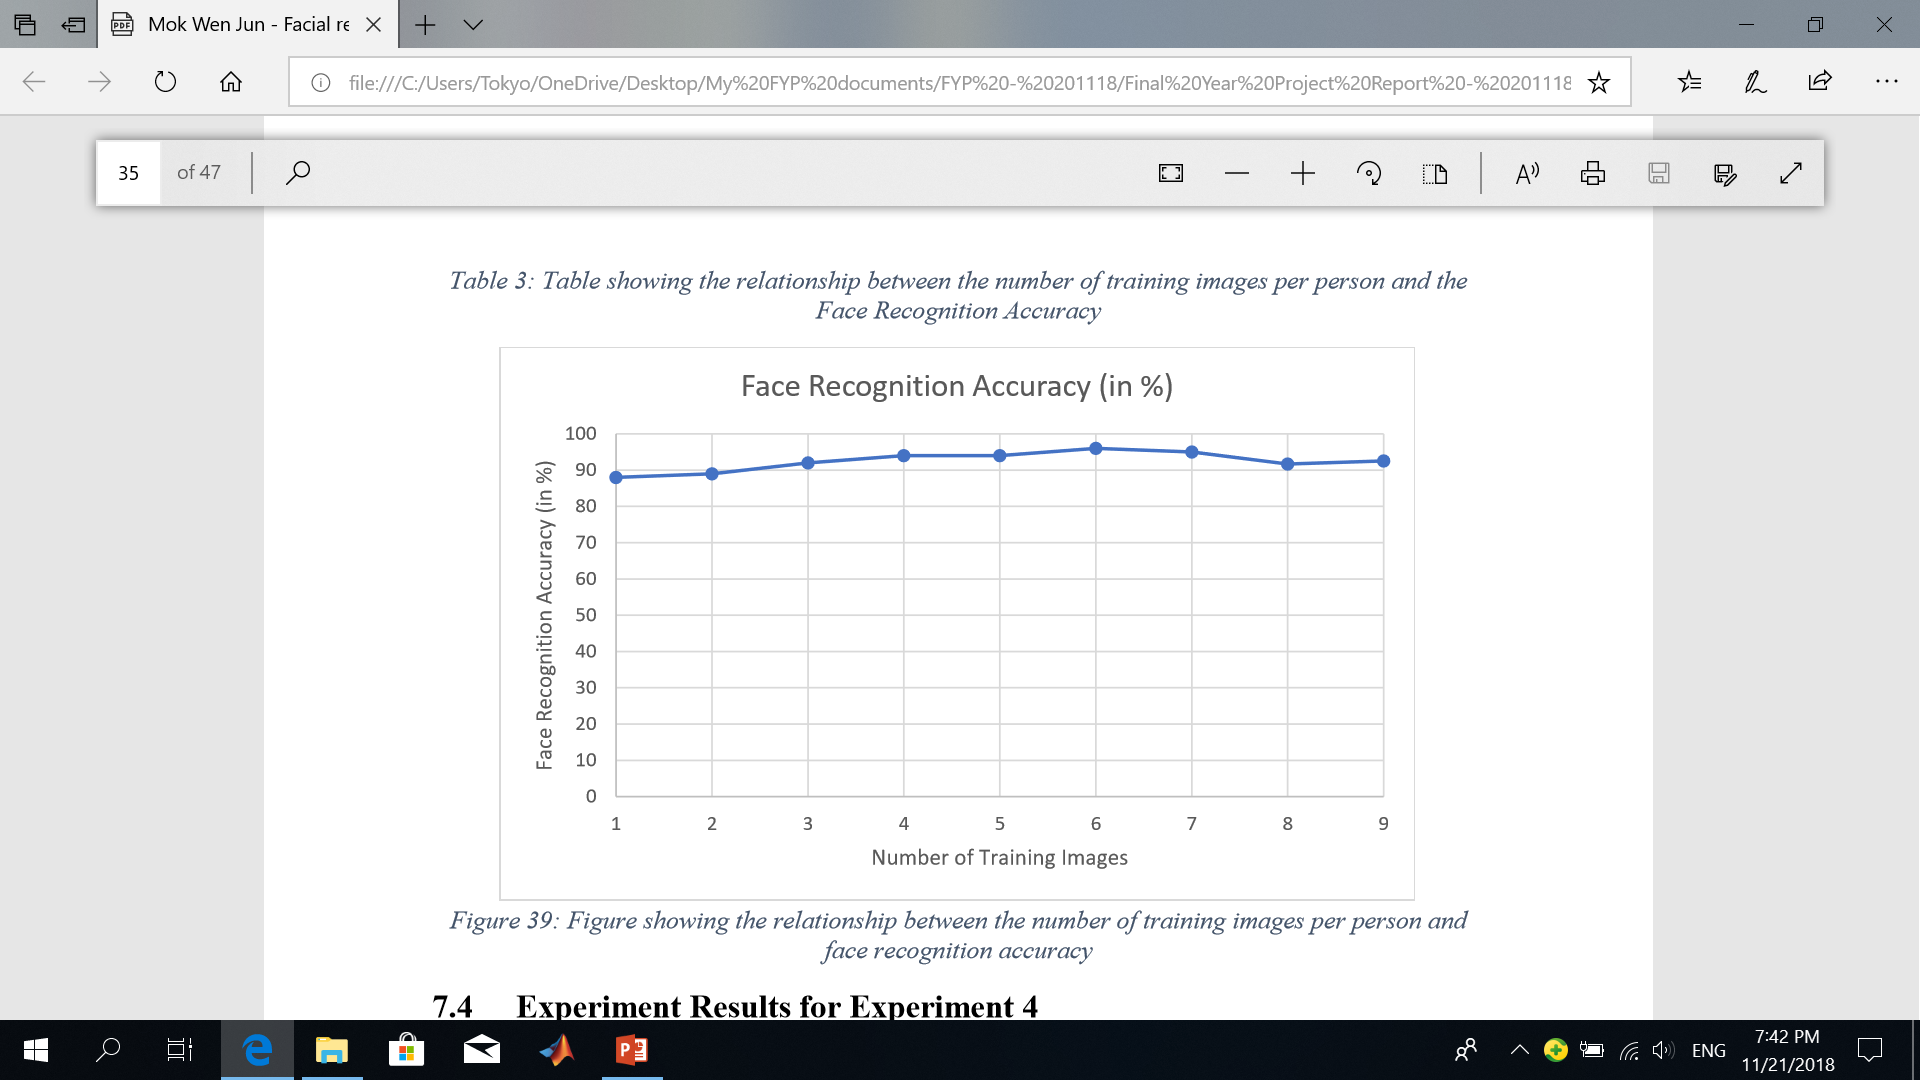 Mok Wen Jun - Facial re
file:///C:/Users/Tokyo/OneDrive/Desktop/My%20FYP%20documents/FYP%20-%20201118/Final%20Year%20Project%20Report%20-%20201118
35 of 47
Table 3: Table showing the relationship between the number of training images per person and the
Face Recognition Accuracy
Face Recognition Accuracy (in %)
Face Recognition Accuracy (in %)
100
90
80
70
60
50
40
30
20
10
0
1 2 3 4 5 6 7 8 9
Number of Training Images
Figure 39: Figure showing the relationship between the number of training images per person and
face recognition accuracy
7.4 Experiment Results for Experiment 4
ENG
7:42 PM
11/21/2018